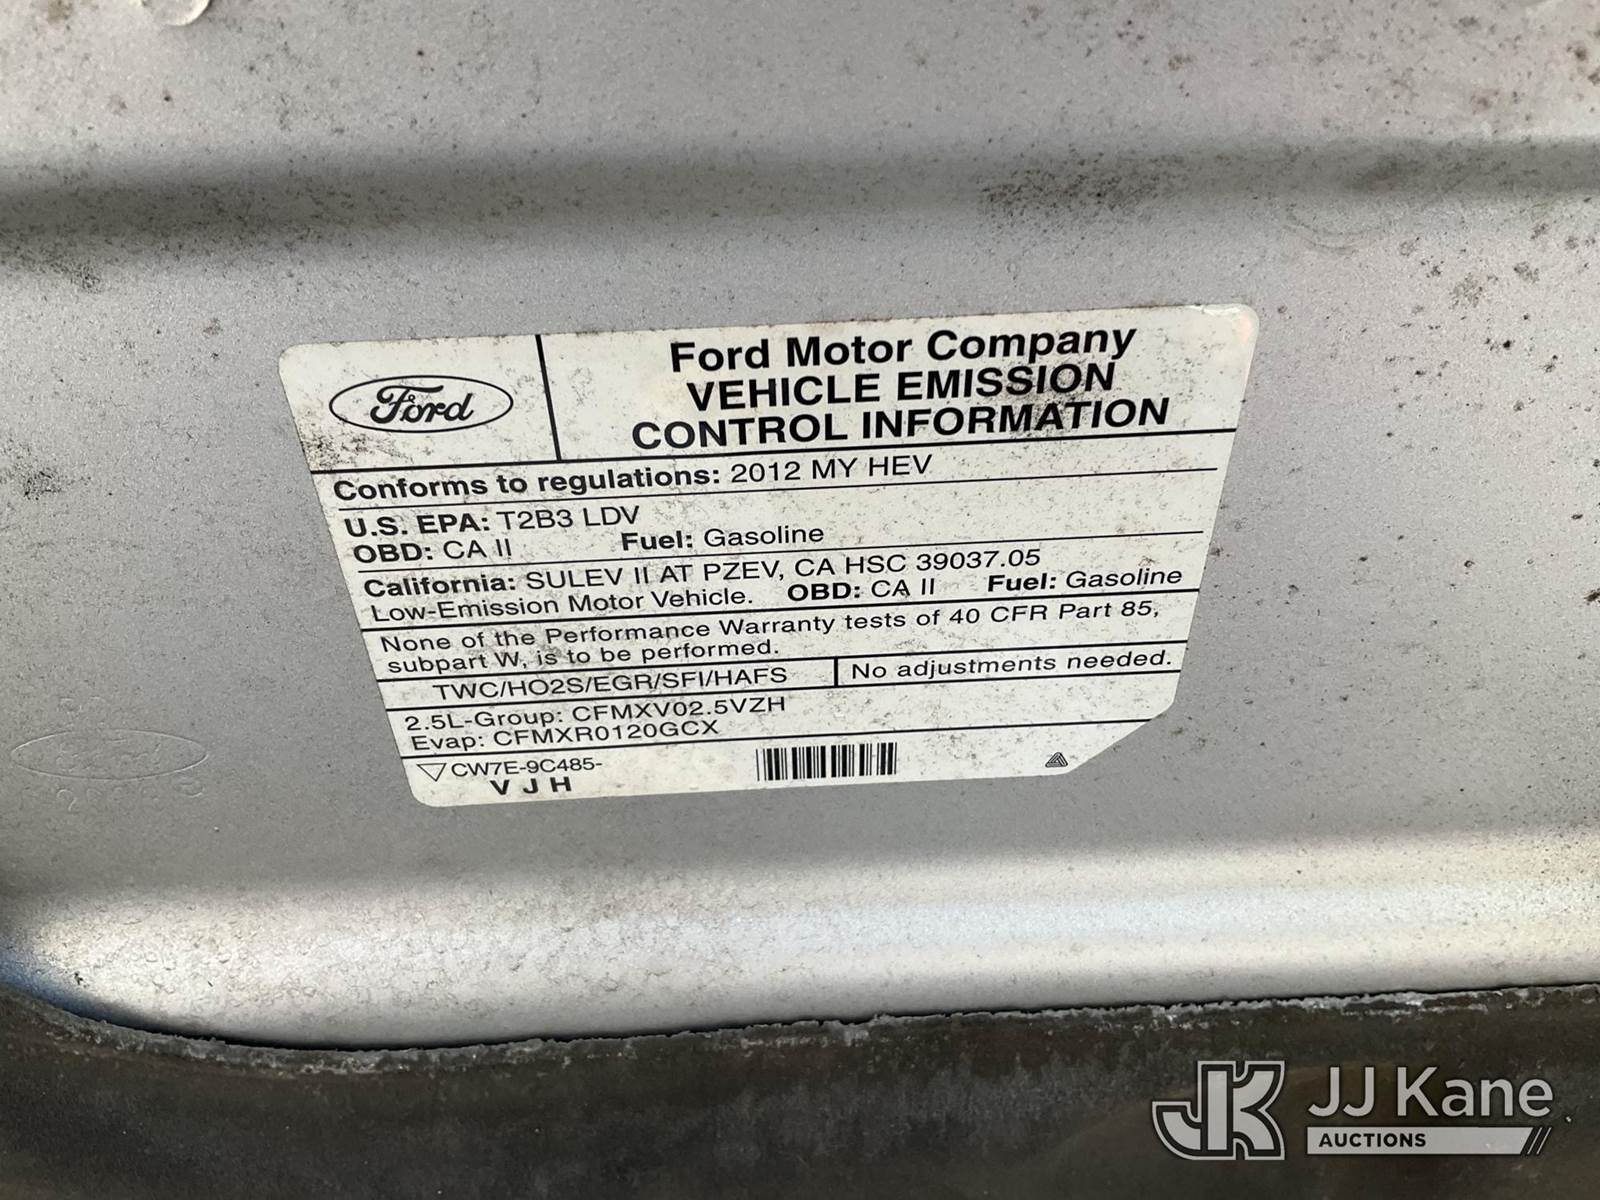 Ford
Ford Motor Company
VEHICLE EMISSION
CONTROL INFORMATION
Conforms to regulations: 2012 MY HEV
U.S. EPA: T2B3 LDV
OBD: CA II Fuel: Gasoline
California: SULEV II AT PZEV, CA HSC 39037.05
Low-Emission Motor Vehicle. OBD: CA II Fuel: Gasoline
None of the Performance Warranty tests of 40 CFR Part 85,
subpart W, is to be performed.
TWC/HO2S/EGR/SFI/HAFS No adjustments needed.
2.5L-Group: CFMXV02.5VZH
Evap: CFMXR0120GCX
CW7E-9C485-
V J H
Ford
JK JJ Kane
AUCTIONS